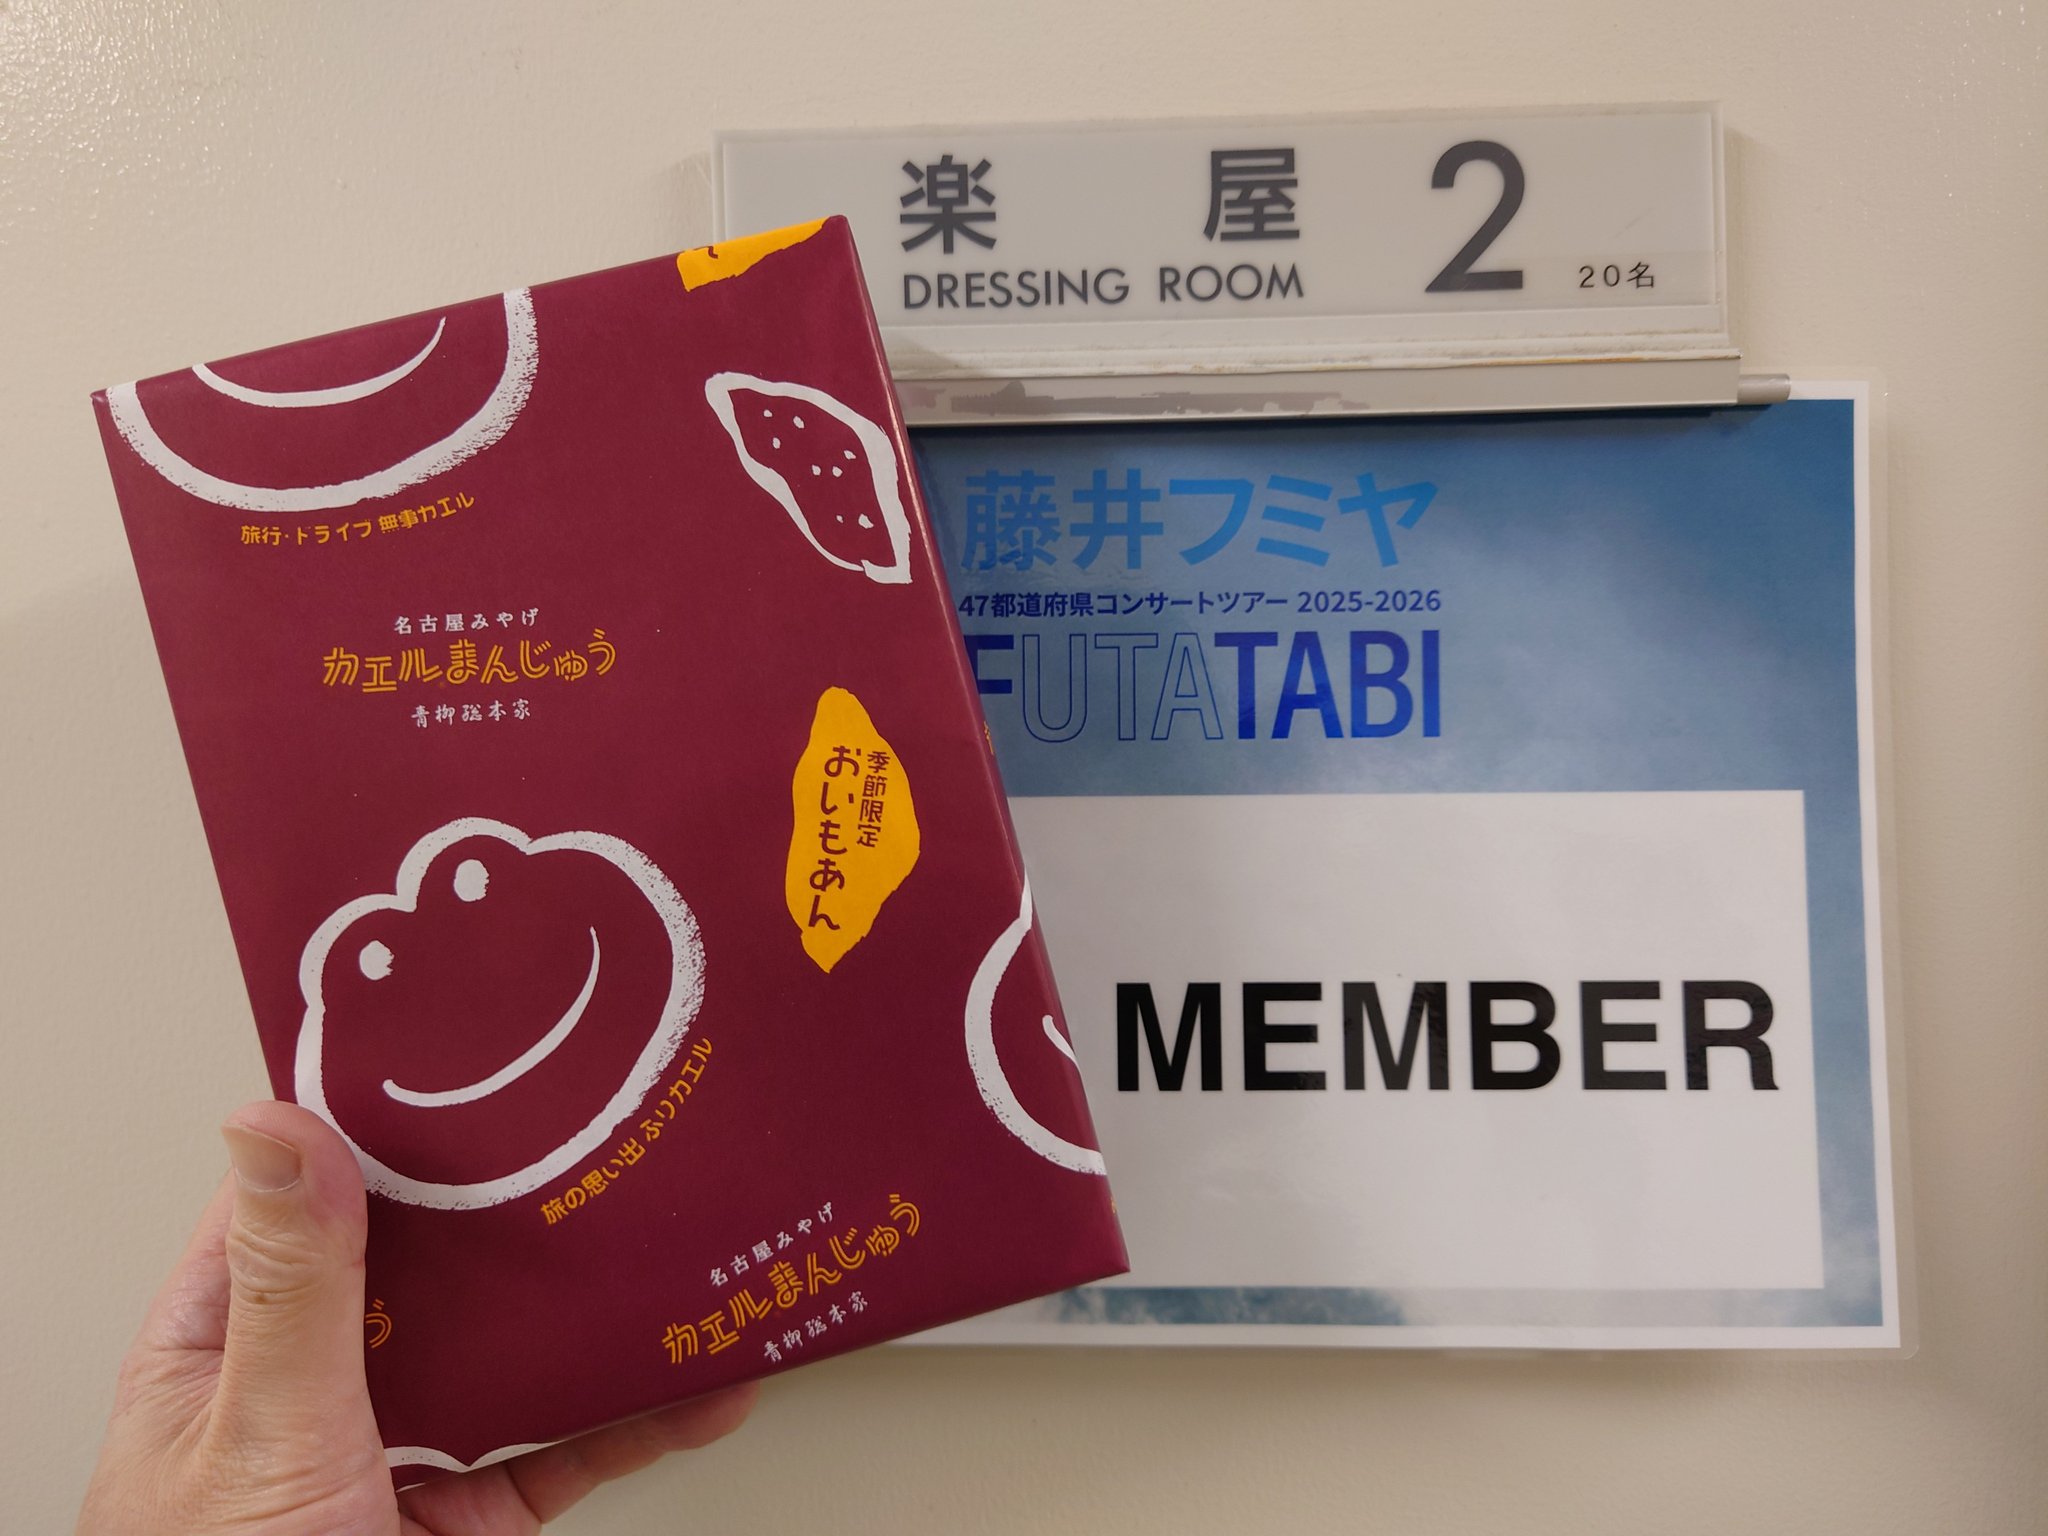 楽屋 2
DRESSING ROOM 20名
藤井フミヤ
47都道府県コンサートツアー 2025-2026
FUTATABI
MEMBER
旅行・ドライブ 無事カエル
名古屋みやげ
カエルまんじゅう
青柳総本家
季節限定
おいもあん
旅の思い出 ふりカエル
名古屋みやげ
カエルまんじゅう
青柳総本家
う